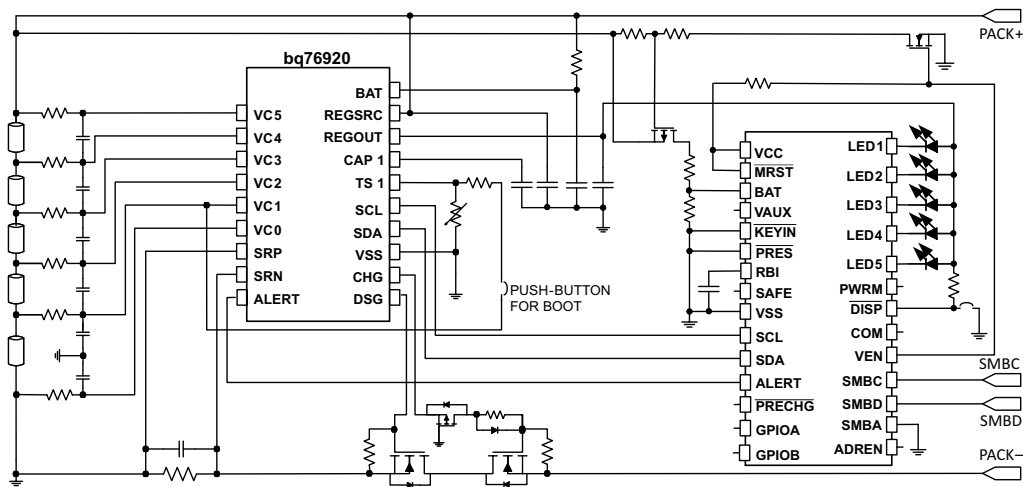 PACK+
bq76920
VC5
VC4
VC3
VC2
VC1
VC0
SRP
SRN
ALERT
BAT
REGSRC
REGOUT
CAP 1
TS 1
SCL
SDA
VSS
CHG
DSG
PUSH-BUTTON
FOR BOOT
VCC
MRST
BAT
VAUX
KEYIN
PRES
RBI
SAFE
VSS
SCL
SDA
ALERT
PRECHG
GPIOA
GPIOB
LED1
LED2
LED3
LED4
LED5
PWRM
DISP
COM
VEN
SMBC
SMBD
SMBA
ADREN
SMBC
SMBD
PACK–